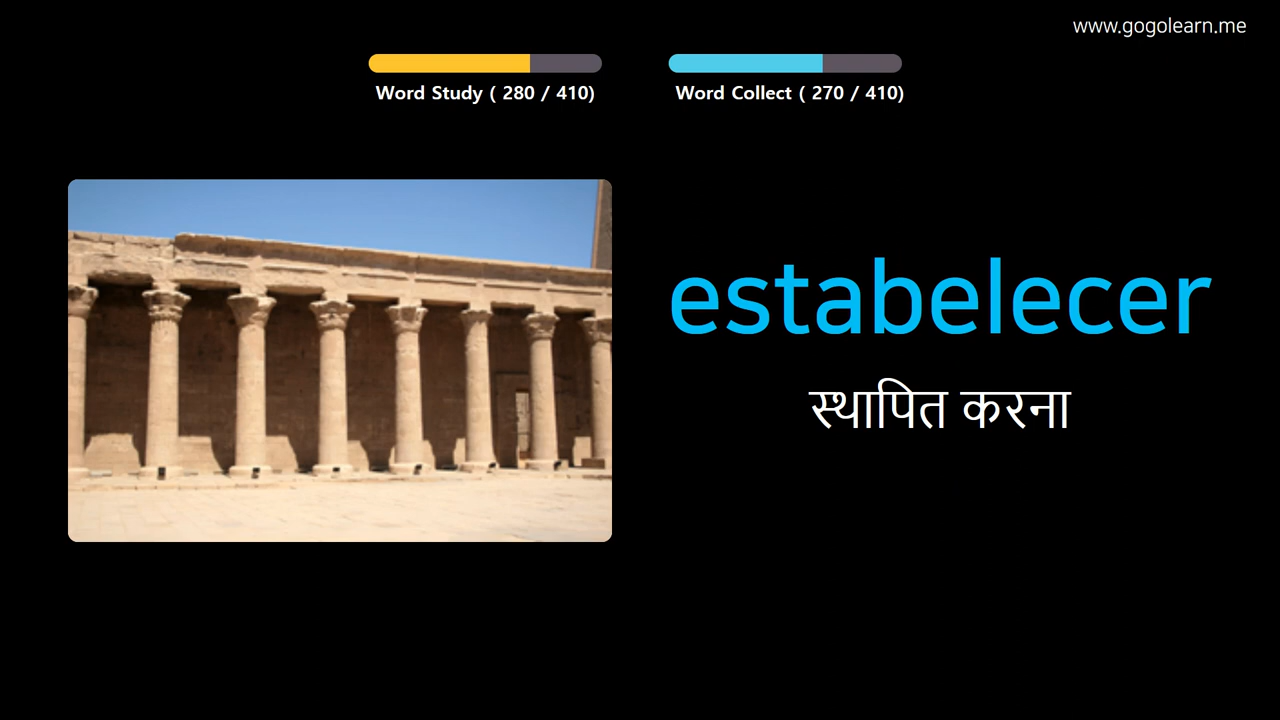 www.gogolearn.me
Word Study ( 280 / 410)
Word Collect ( 270 / 410)
estabelecer
स्थापित करना